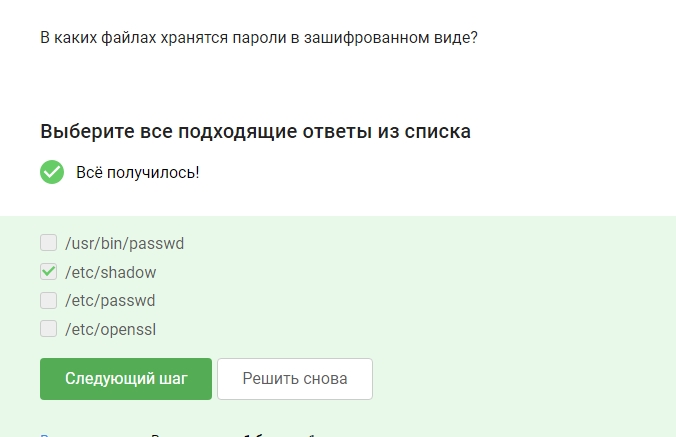 В каких файлах хранятся пароли в зашифрованном виде?
Выберите все подходящие ответы из списка
Всё получилось!
/usr/bin/passwd
/etc/shadow
/etc/passwd
/etc/openssl
Следующий шаг
Решить снова